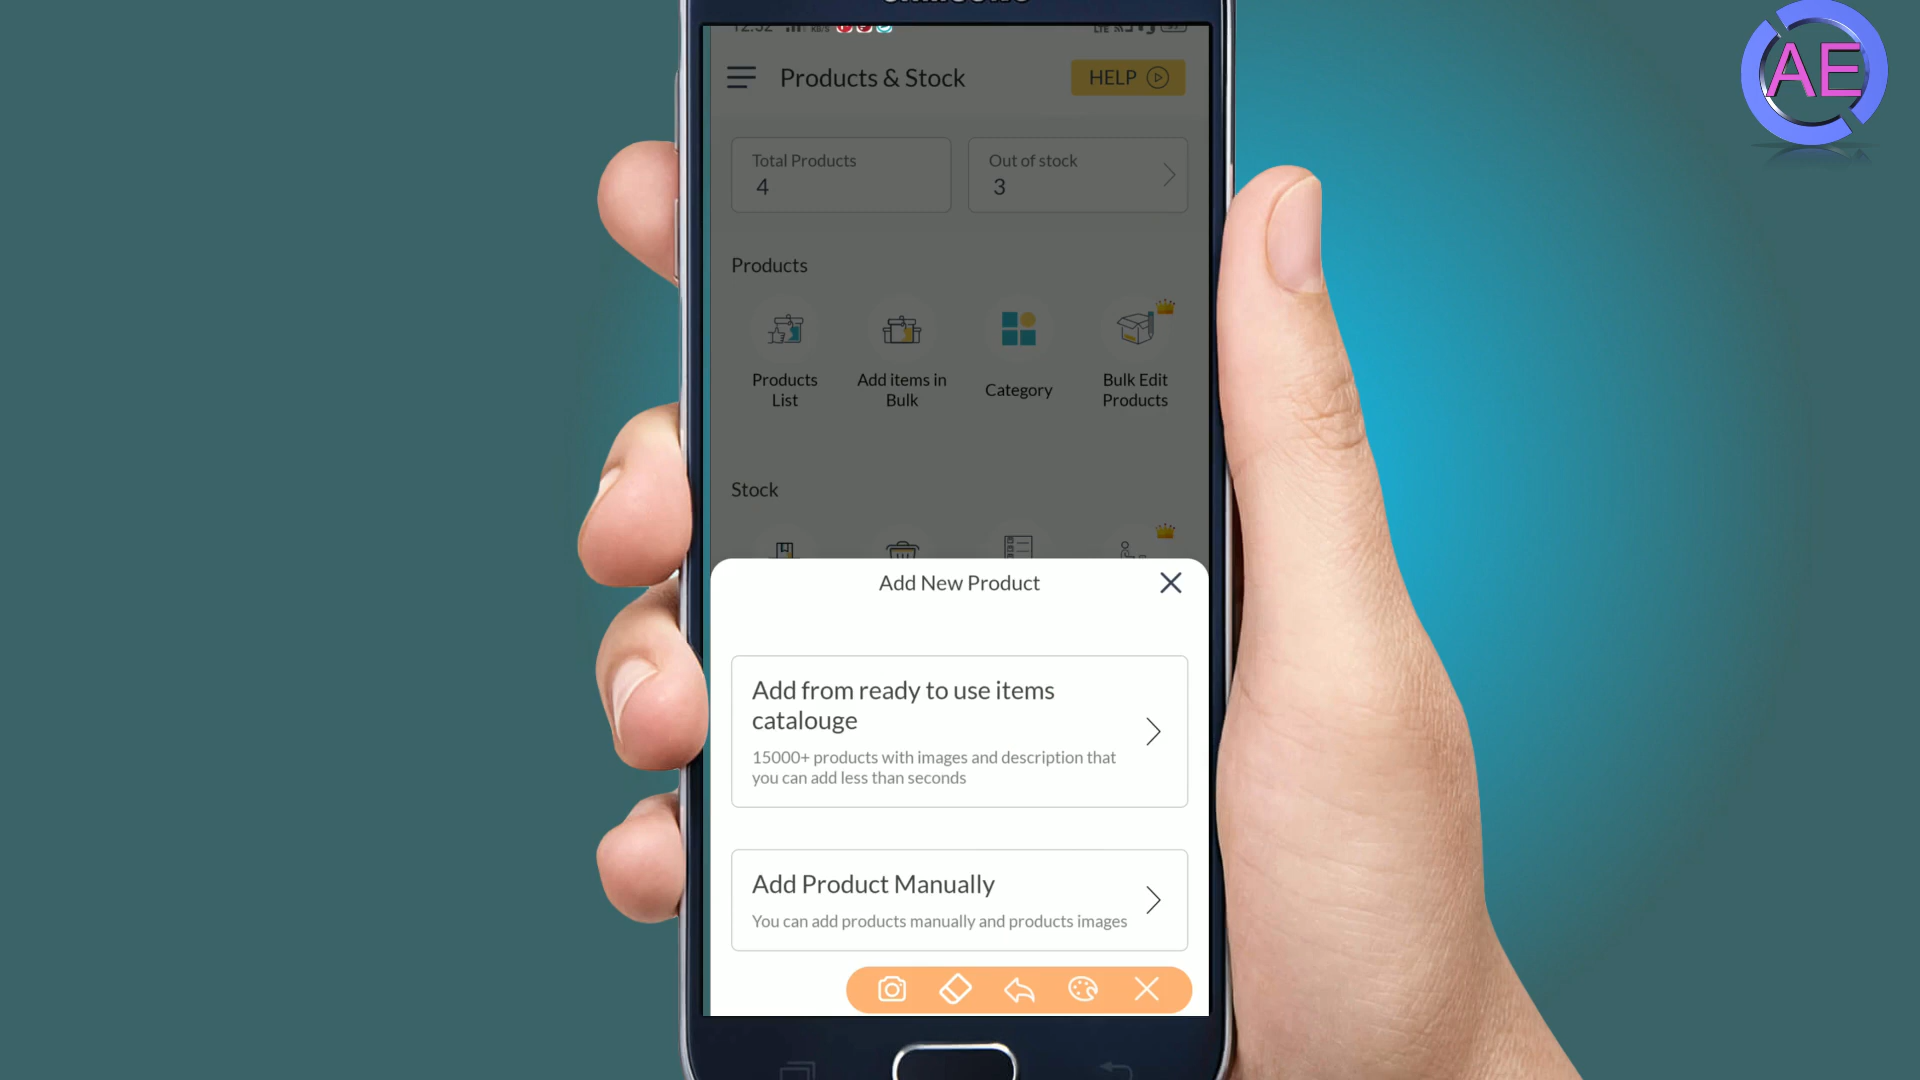 12:52
Products & Stock
HELP
AE
Total Products
4
Out of stock
3
Products
Products List
Add items in Bulk
Category
Bulk Edit Products
Stock
Add New Product
Add from ready to use items
catalouge
15000+ products with images and description that
you can add less than seconds
Add Product Manually
You can add products manually and products images